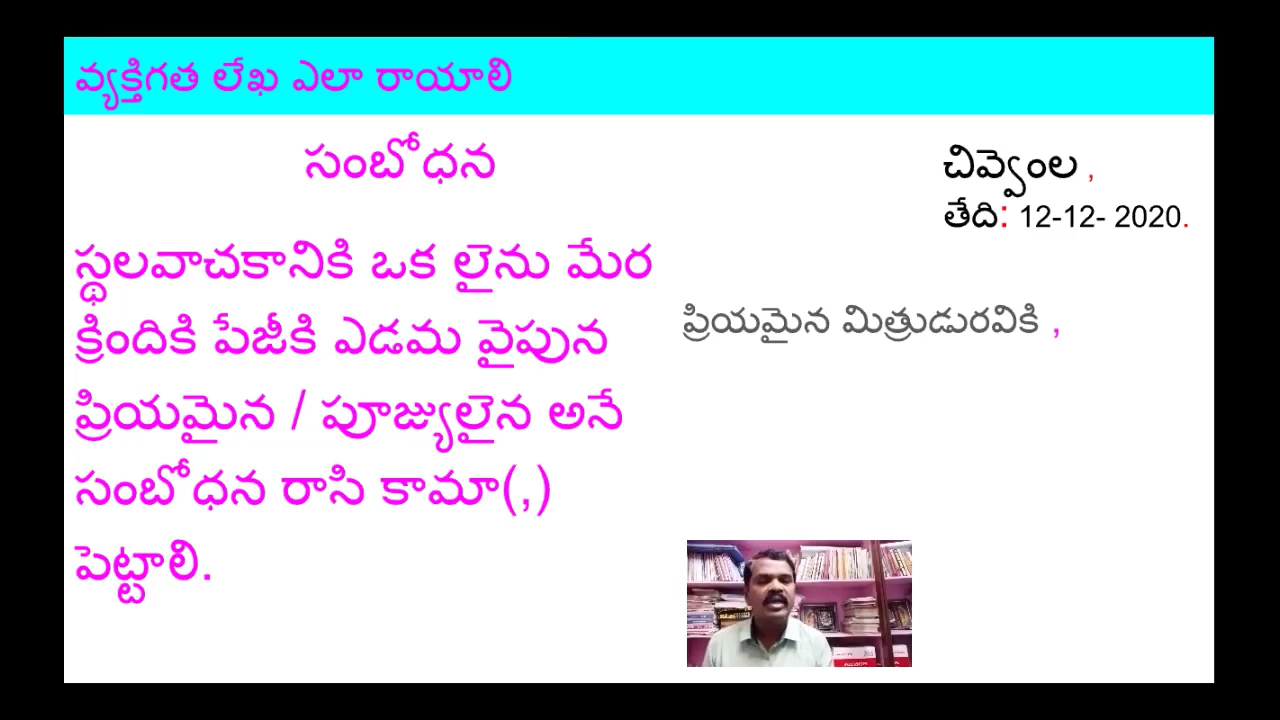 వ్యక్తిగత లేఖ ఎలా రాయాలి
సంబోధన
స్థలవాచకానికి ఒక లైను మేర
క్రిందికి పేజీకి ఎడమ వైపున
ప్రియమైన / పూజ్యులైన అనే
సంబోధన రాసి కామా(,)
పెట్టాలి.
చివ్వెంల ,
తేది: 12-12- 2020.
ప్రియమైన మిత్రుడురవికి ,